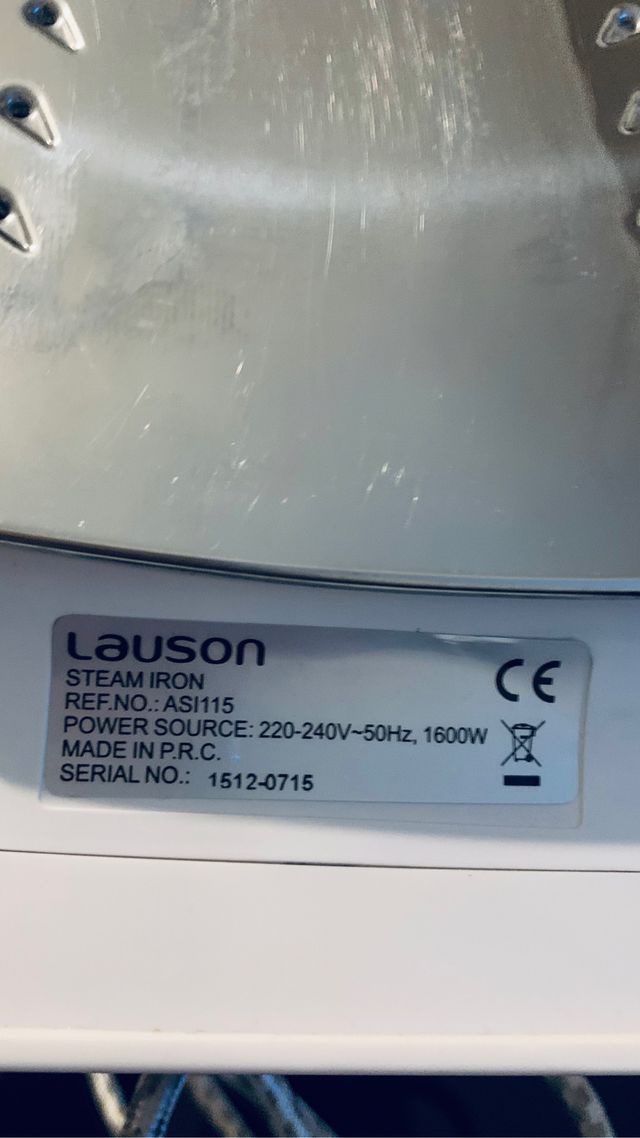 Lauson
STEAM IRON
REF.NO.: ASI115
POWER SOURCE: 220-240V~50Hz, 1600W
MADE IN P.R.C.
SERIAL NO.: 1512-0715
CE